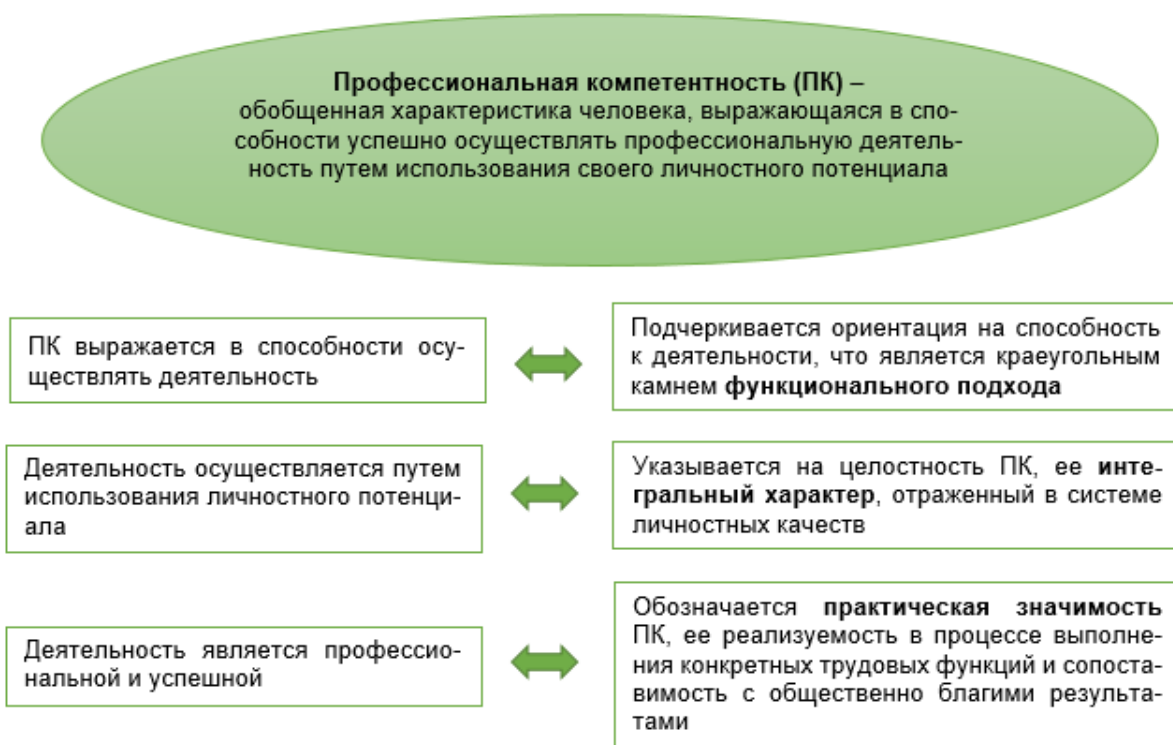 Профессиональная компетентность (ПК) –
обобщенная характеристика человека, выражающаяся в спо-
собности успешно осуществлять профессиональную деятель-
ность путем использования своего личностного потенциала
ПК выражается в способности осу-
ществлять деятельность
Подчеркивается ориентация на способность
к деятельности, что является краеугольным
камнем функционального подхода
Деятельность осуществляется путем
использования личностного потенци-
ала
Указывается на целостность ПК, ее инте-
гральный характер, отраженный в системе
личностных качеств
Деятельность является профессио-
нальной и успешной
Обозначается практическая значимость
ПК, ее реализуемость в процессе выполне-
ния конкретных трудовых функций и сопоста-
вимость с общественно благими результа-
тами